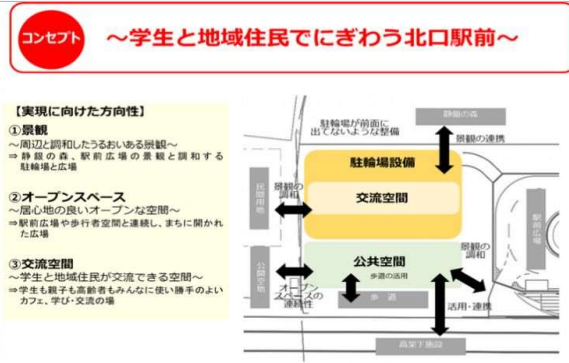 コンセプト
～学生と地域住民でにぎわう北口駅前～
【実現に向けた方向性】
①景観
～周辺と調和したうるおいある景観～
⇒静銀の森、駅前広場の景観と調和する
駐輪場と広場
②オープンスペース
～居心地の良いオープンな空間～
⇒駅前広場や歩行者空間と連続し、まちに開かれ
た広場
③交流空間
～学生と地域住民が交流できる空間～
⇒学生も親子も高齢者もみんなに使い勝手のよい
カフェ、学び・交流の場
静銀の森
駐輪場が前面に
出てないような整備
景観の連携
駐輪場設備
民間用地
景観の
調和
交流空間
駅前広場
公共空間
歩道の活用
景観の
調和
公開空地
オープン
スペースの
連続性
歩道
活用・連携
高架下施設